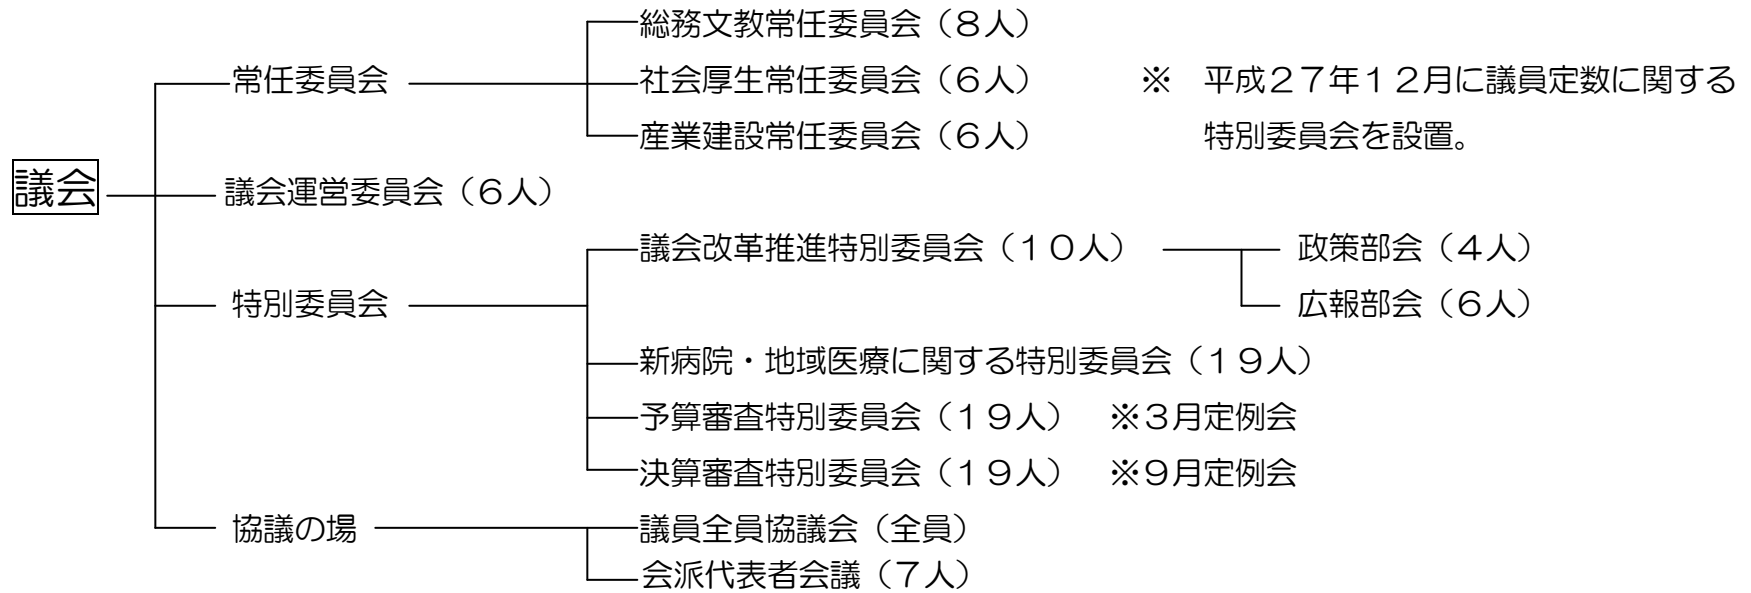 総務文教常任委員会（８人）
常任委員会　社会厚生常任委員会（６人）　※　平成２７年１２月に議員定数に関する
産業建設常任委員会（６人）　特別委員会を設置。
議会　議会運営委員会（６人）
議会改革推進特別委員会（１０人）　政策部会（４人）
特別委員会　広報部会（６人）
新病院・地域医療に関する特別委員会（１９人）
予算審査特別委員会（１９人）　※３月定例会
決算審査特別委員会（１９人）　※９月定例会
協議の場　議員全員協議会（全員）
会派代表者会議（７人）